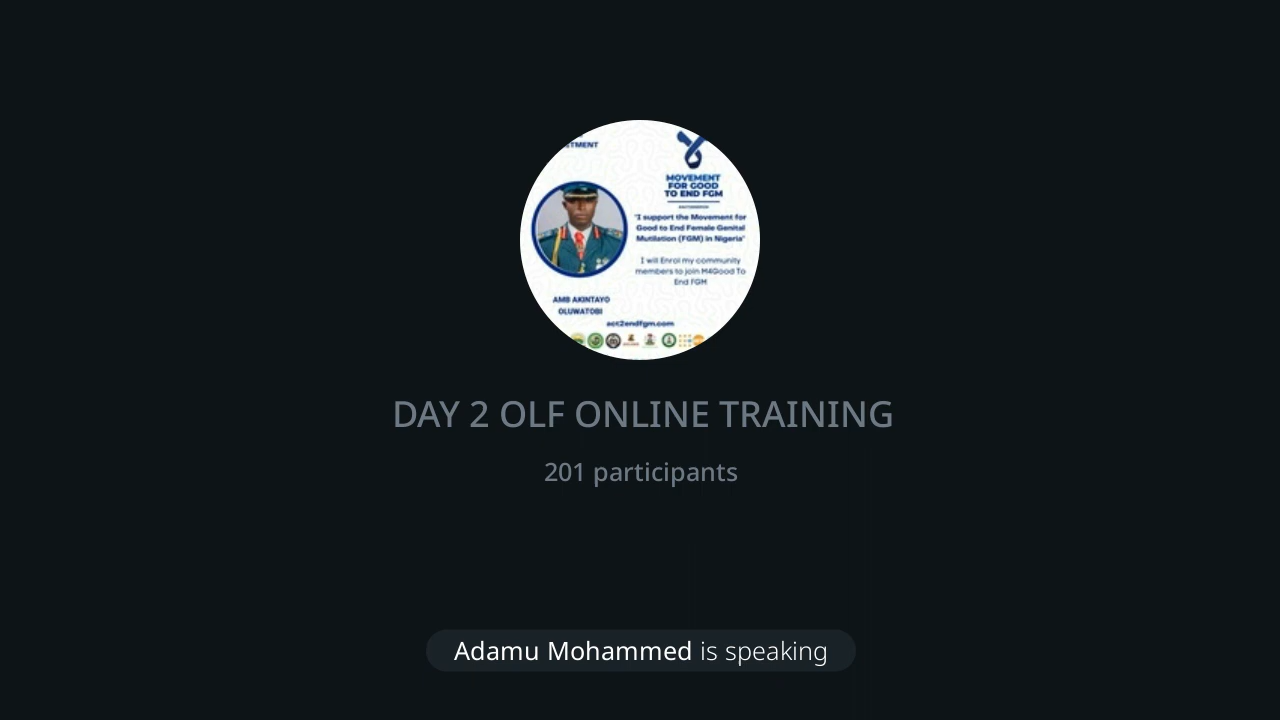 TMENT
MOVEMENT
FOR GOOD
TO END FGM
"I support the Movement for
Good to End Female Genital
Mutilation (FGM) in Nigeria"
I will Enrol my community
members to join M4Good To
End FGM
AMB AKINTAYO
OLUWATOBI
act2endfgm.com
DAY 2 OLF ONLINE TRAINING
201 participants
Adamu Mohammed is speaking